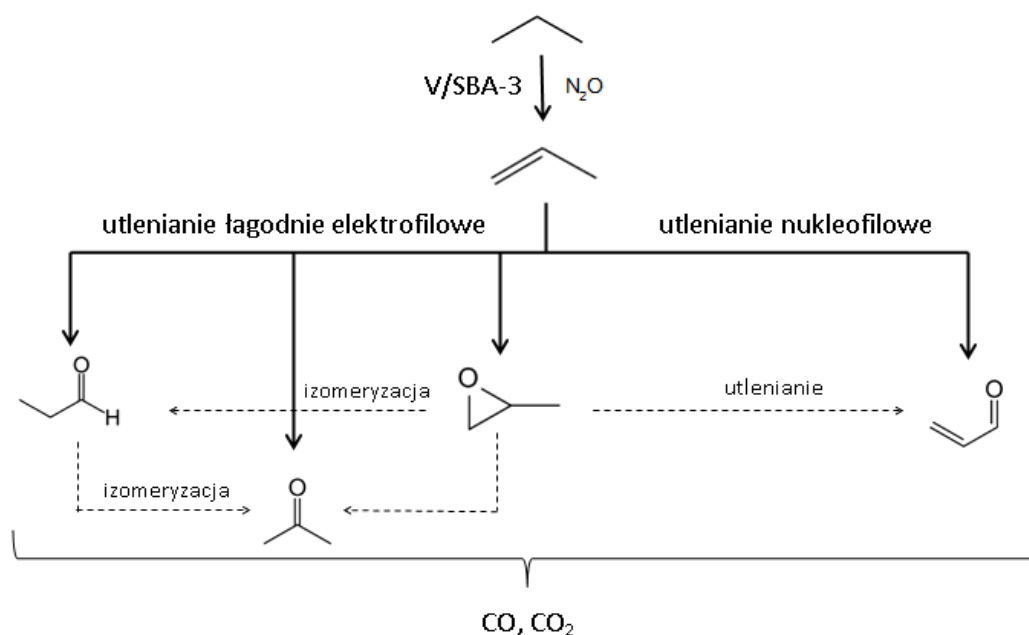 V/SBA-3 N₂O
utlenianie łagodnie elektrofilowe utlenianie nukleofilowe
O
H
izomeryzacja
O
utlenianie
O
izomeryzacja
O
CO, CO₂